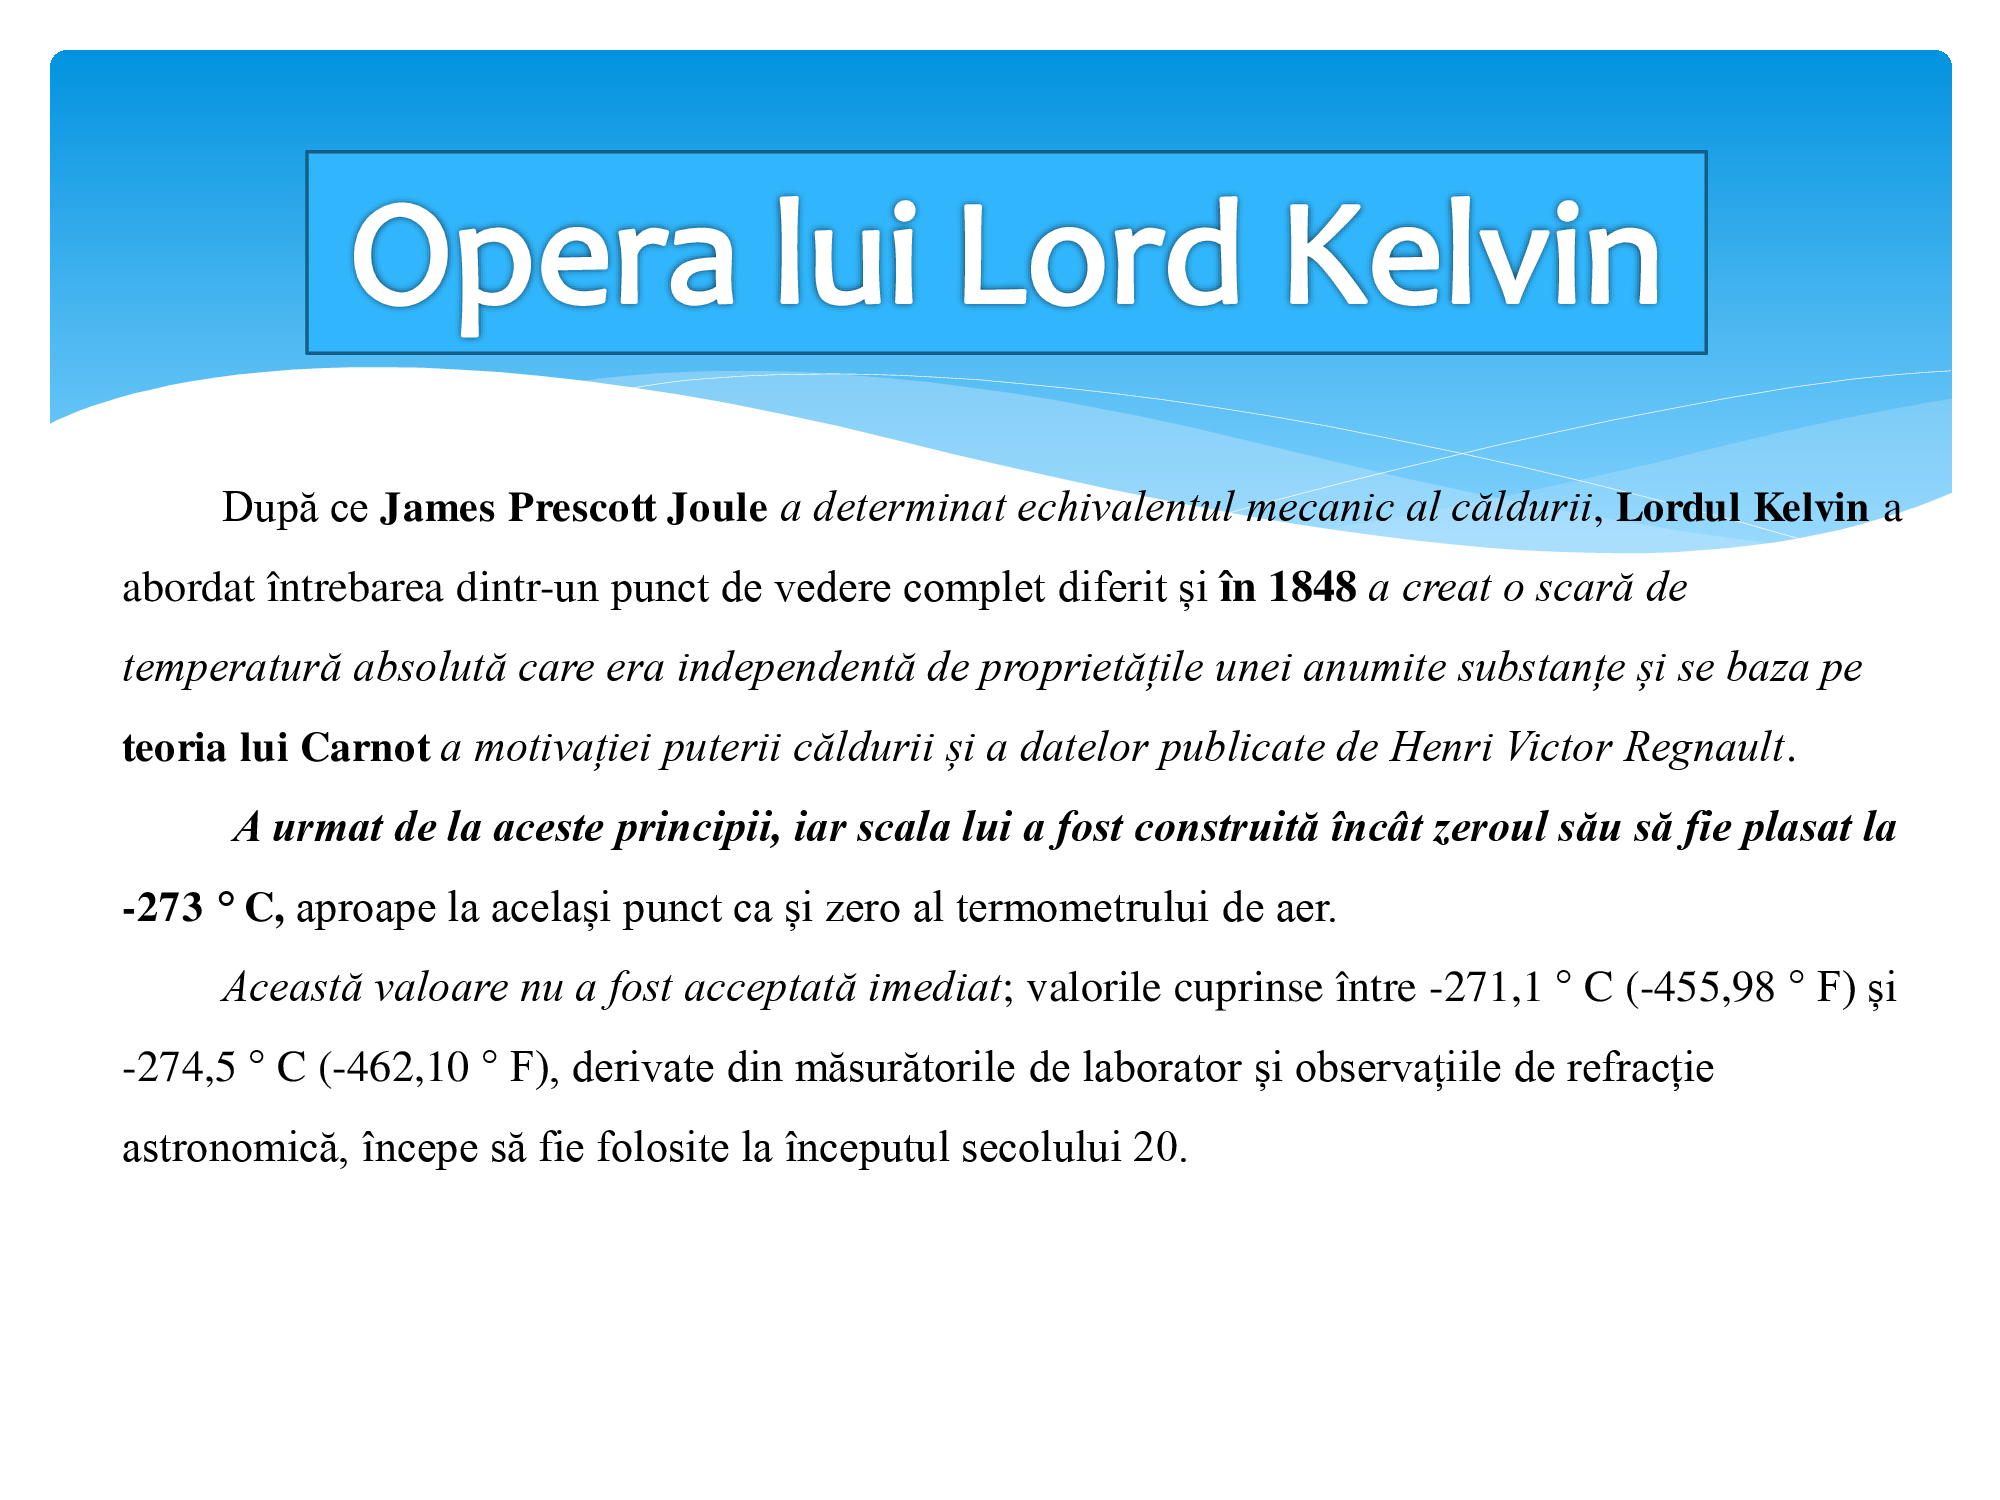 Opera lui Lord Kelvin
După ce James Prescott Joule a determinat echivalentul mecanic al căldurii, Lordul Kelvin a
abordat întrebarea dintr-un punct de vedere complet diferit și în 1848 a creat o scară de
temperatură absolută care era independentă de proprietățile unei anumite substanțe și se baza pe
teoria lui Carnot a motivației puterii căldurii și a datelor publicate de Henri Victor Regnault.
A urmat de la aceste principii, iar scala lui a fost construită încât zeroul său să fie plasat la
-273 ° C, aproape la același punct ca și zero al termometrului de aer.
Această valoare nu a fost acceptată imediat; valorile cuprinse între -271,1 ° C (-455,98 ° F) și
-274,5 ° C (-462,10 ° F), derivate din măsurătorile de laborator și observațiile de refracție
astronomică, începe să fie folosite la începutul secolului 20.